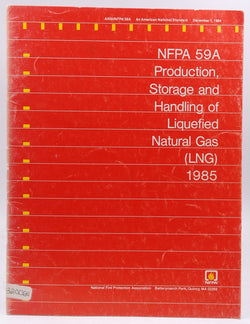 ANSI/NFPA 59A An American National Standard December 7, 1984
NFPA 59A
Production,
Storage and
Handling of
Liquefied
Natural Gas
(LNG)
1985
NFPA
National Fire Protection Association Batterymarch Park, Quincy, MA 02269